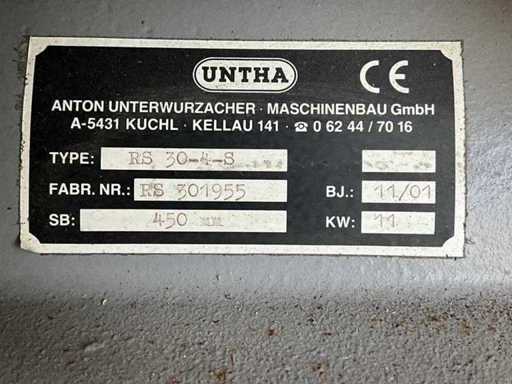 UNTHA CE
ANTON UNTERWURZACHER · MASCHINENBAU GmbH
A-5431 KUCHL · KELLAU 141 · ☎ 0 62 44 / 70 16
TYPE: RS 30-4-S
FABR. NR.: RS 301955 BJ.: 11/01
SB: 450 mm KW: 11